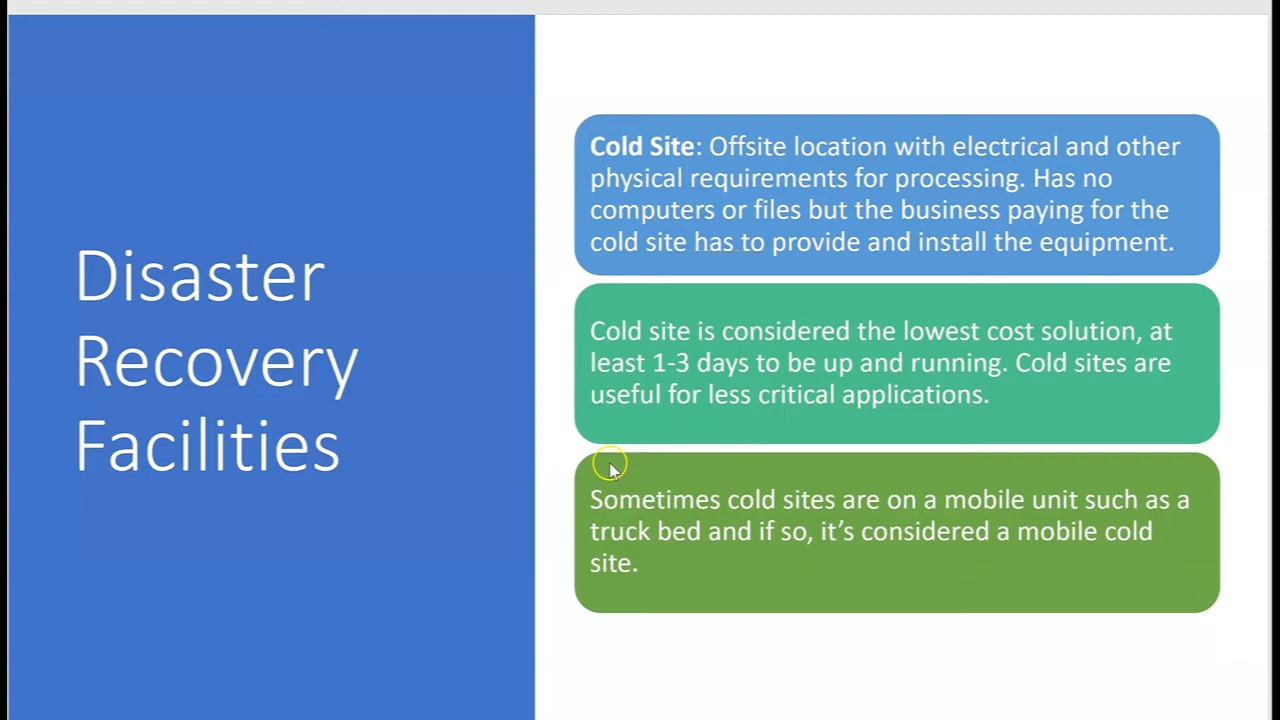 Disaster
Recovery
Facilities
Cold Site: Offsite location with electrical and other
physical requirements for processing. Has no
computers or files but the business paying for the
cold site has to provide and install the equipment.
Cold site is considered the lowest cost solution, at
least 1-3 days to be up and running. Cold sites are
useful for less critical applications.
Sometimes cold sites are on a mobile unit such as a
truck bed and if so, it’s considered a mobile cold
site.